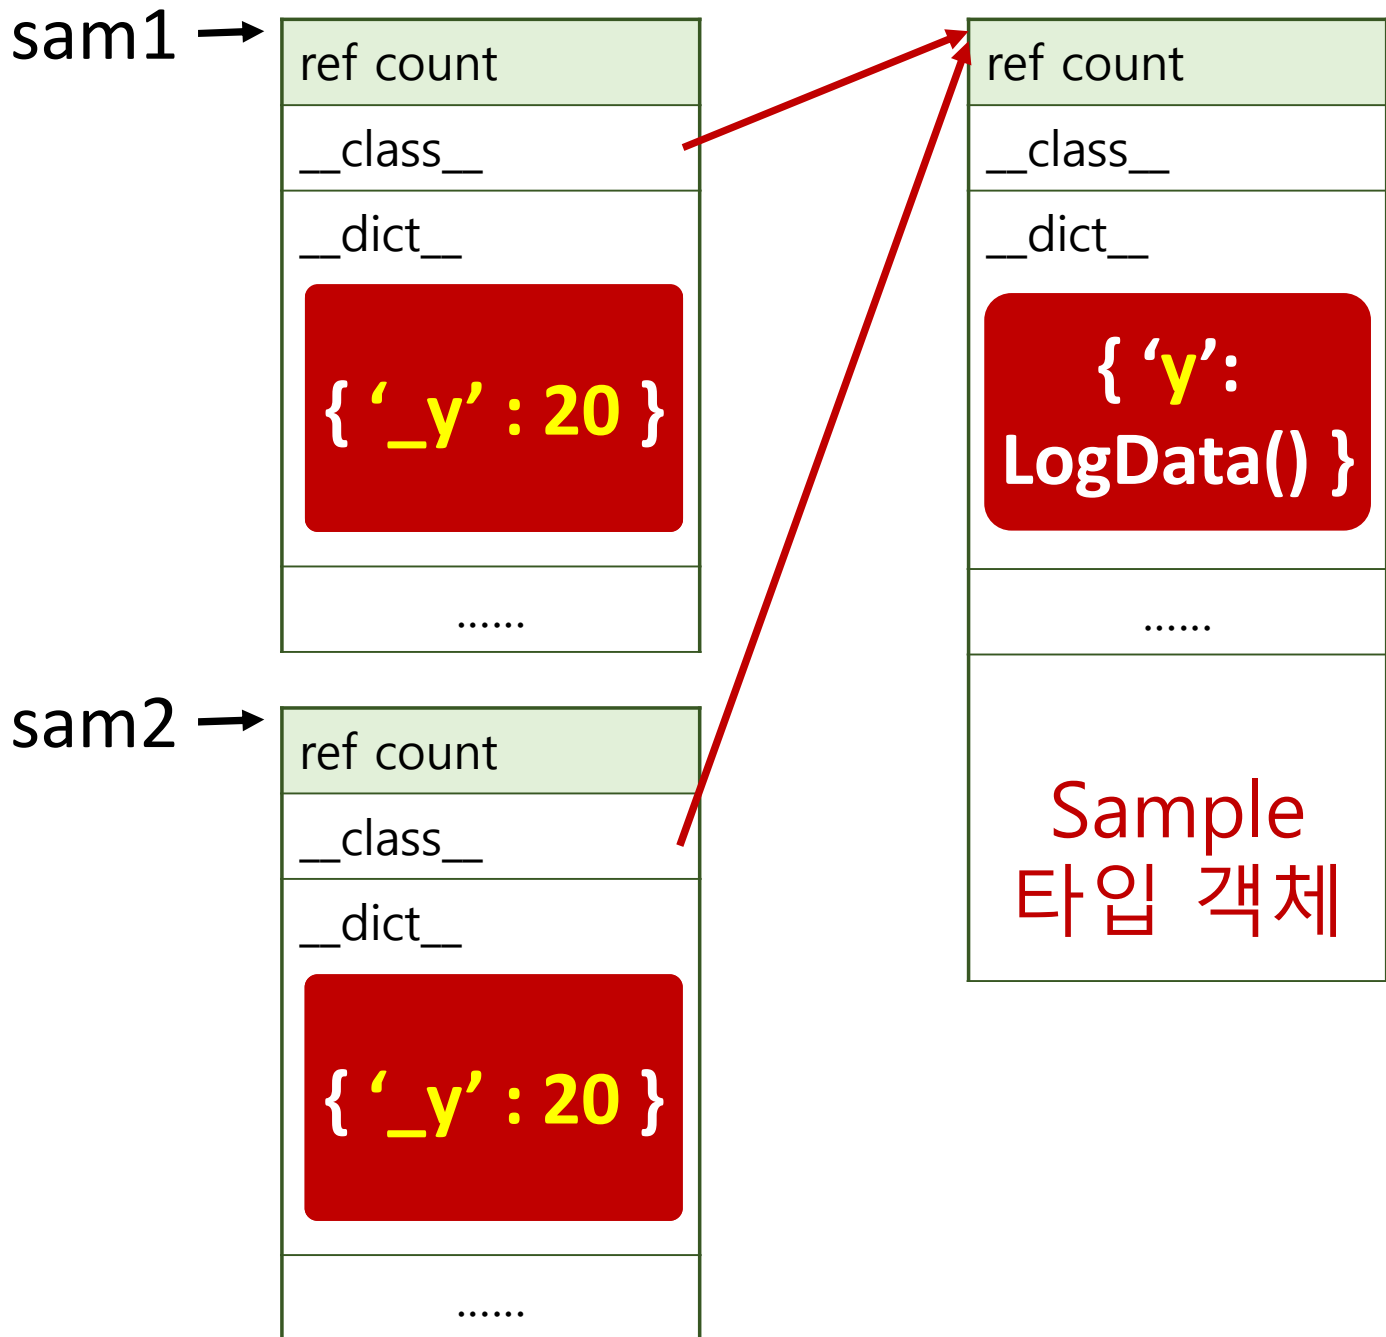 sam1
ref count
__class__
__dict__
{ ‘_y’ : 20 }
......
sam2
ref count
__class__
__dict__
{ ‘_y’ : 20 }
......
ref count
__class__
__dict__
{ ‘y’:
LogData() }
......
Sample
타입 객체